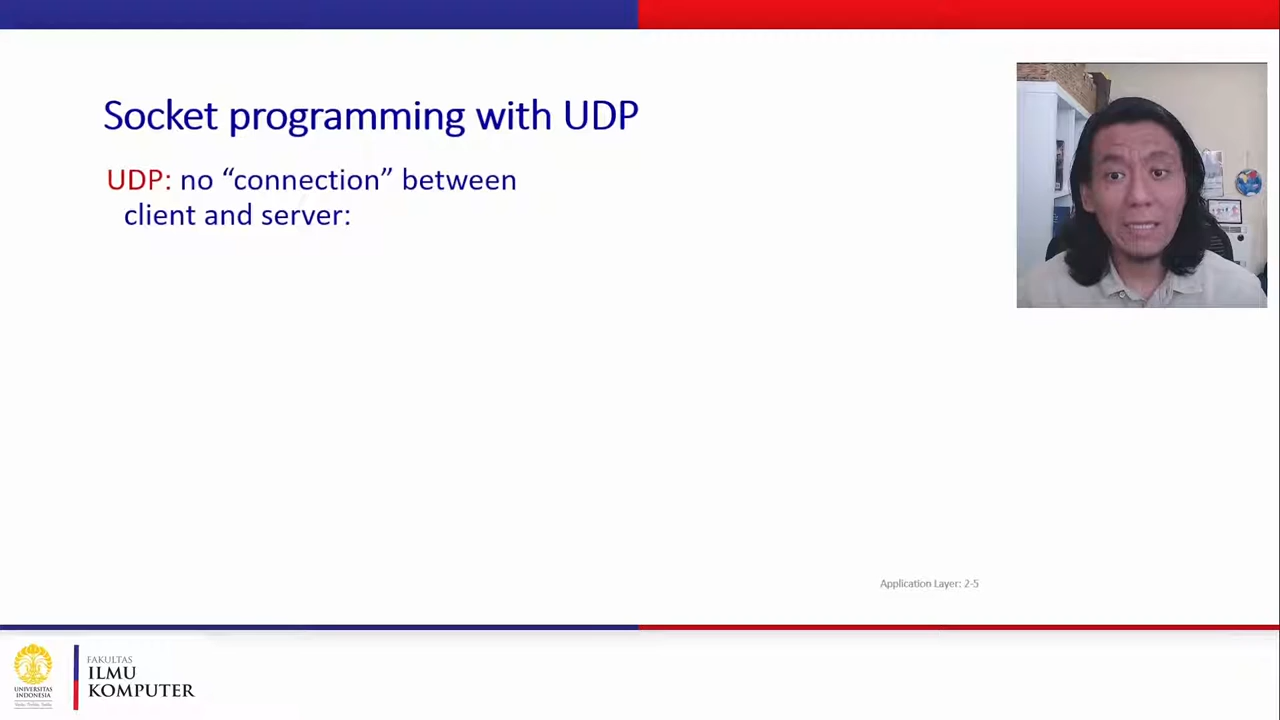 Socket programming with UDP
UDP: no “connection” between
client and server:
Application Layer: 2-5
UNIVERSITAS
INDONESIA
FAKULTAS
ILMU
KOMPUTER